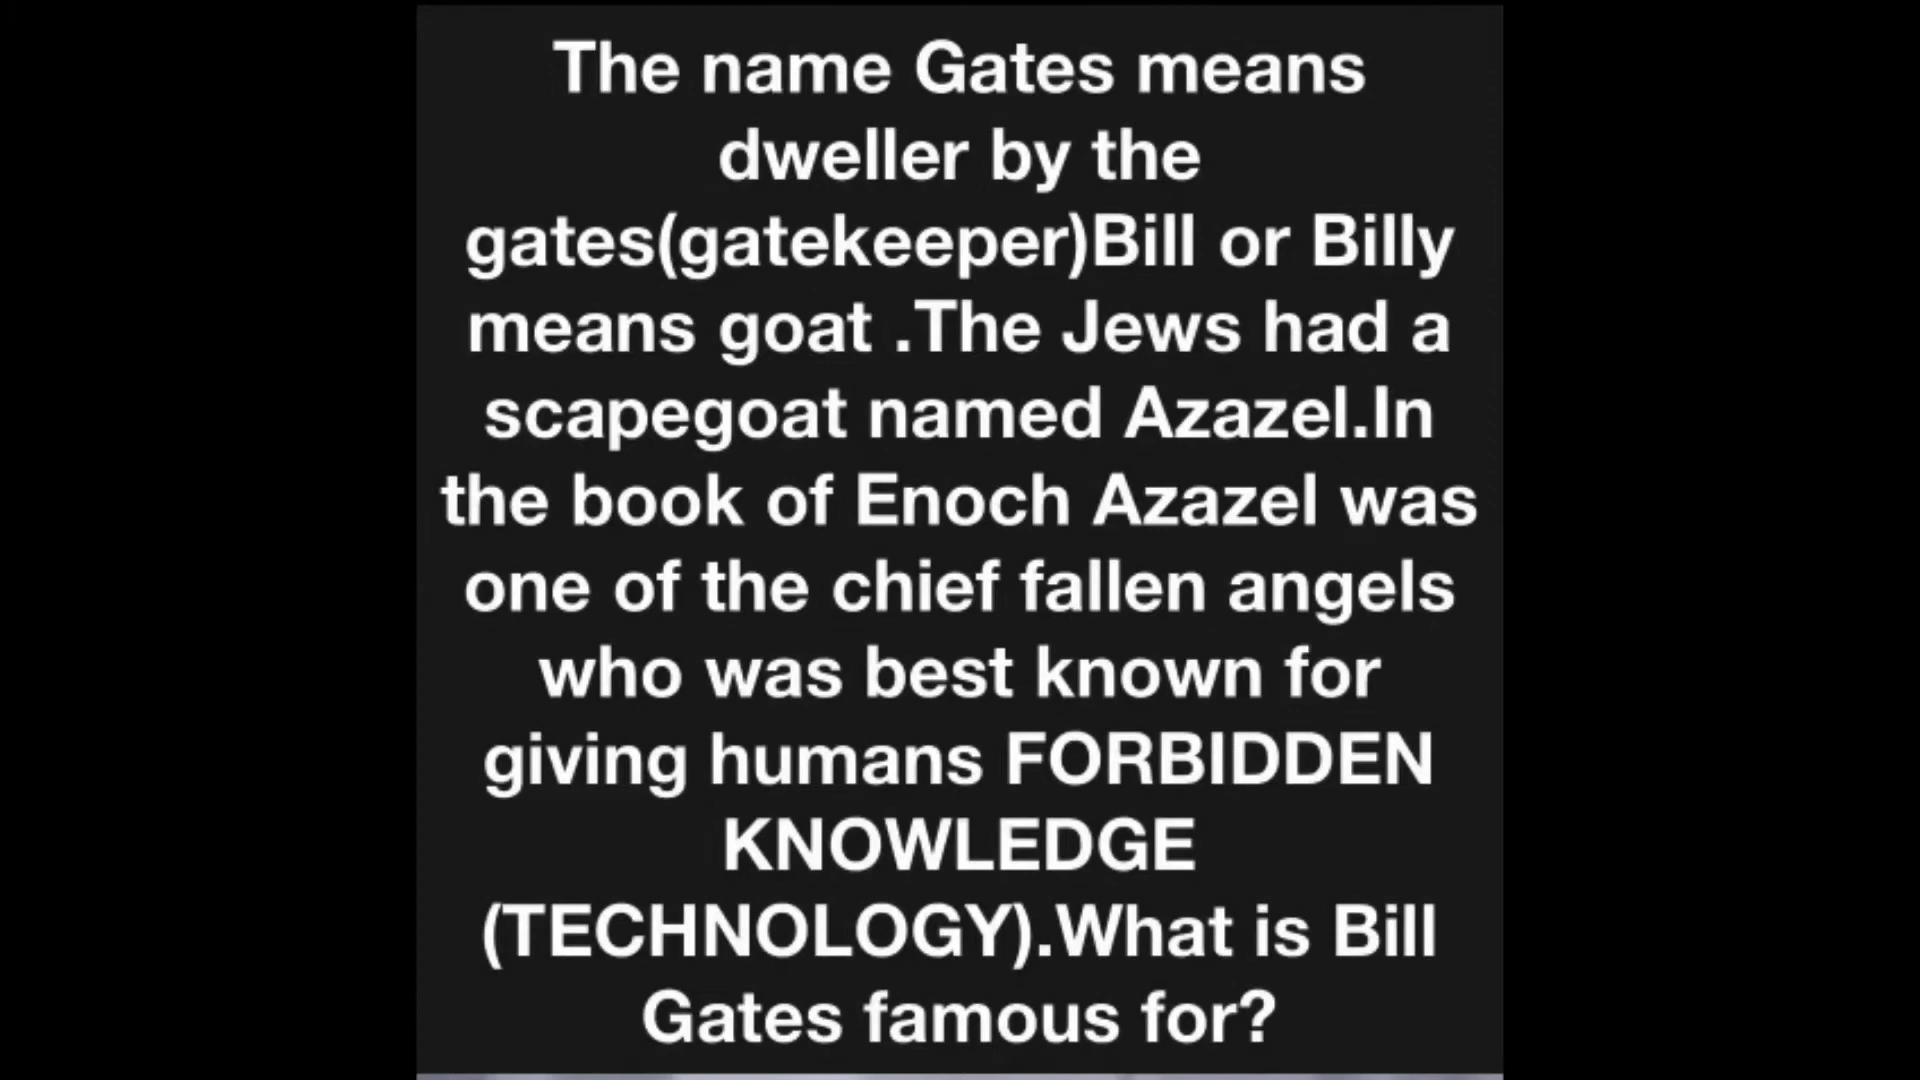 The name Gates means
dweller by the
gates(gatekeeper)Bill or Billy
means goat .The Jews had a
scapegoat named Azazel.In
the book of Enoch Azazel was
one of the chief fallen angels
who was best known for
giving humans FORBIDDEN
KNOWLEDGE
(TECHNOLOGY).What is Bill
Gates famous for?